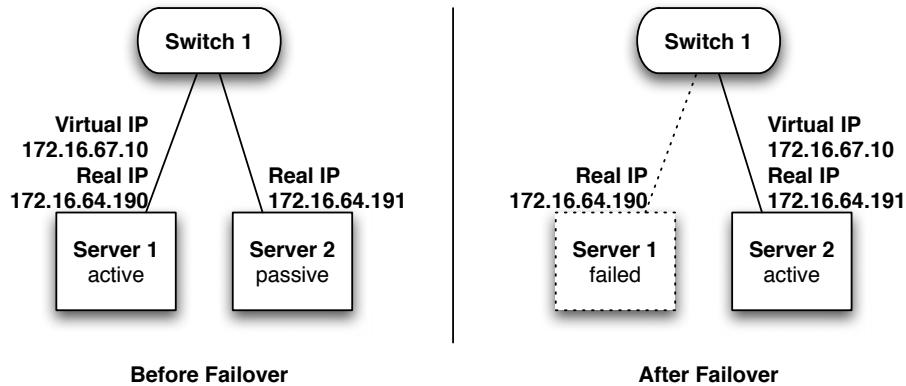 Switch 1
Virtual IP
172.16.67.10
Real IP
172.16.64.190
Real IP
172.16.64.191
Server 1
active
Server 2
passive
Before Failover
Switch 1
Virtual IP
172.16.67.10
Real IP
172.16.64.190
Real IP
172.16.64.191
Server 1
failed
Server 2
active
After Failover